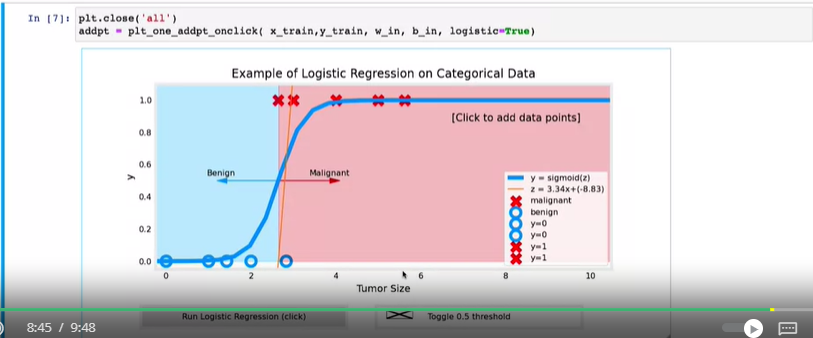 In [7]: plt.close('all')
addpt = plt_one_addpt_onclick( x_train,y_train, w_in, b_in, logistic=True)
Example of Logistic Regression on Categorical Data
1.0
[Click to add data points]
0.8
0.6
Benign
Malignant
y
0.4
0.2
0.0
y = sigmoid(z)
z = 3.34x+(-8.83)
malignant
benign
y=0
y=0
y=1
y=1
0 2 4 6 8 10
Tumor Size
Run Logistic Regression (click)
Toggle 0.5 threshold
8:45 / 9:48